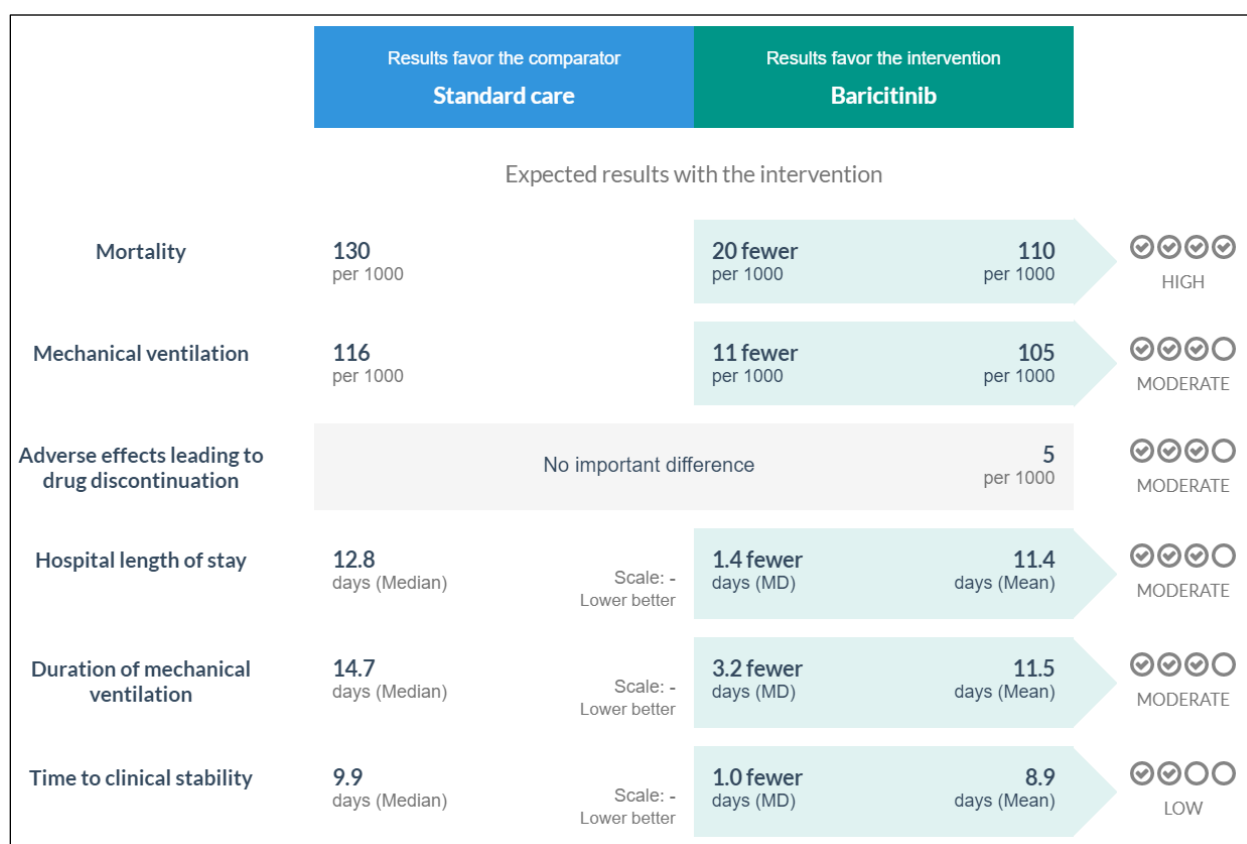 Results favor the comparator
Standard care
Results favor the intervention
Baricitinib
Expected results with the intervention
Mortality
130
per 1000
20 fewer
per 1000
110
per 1000
HIGH
Mechanical ventilation
116
per 1000
11 fewer
per 1000
105
per 1000
MODERATE
Adverse effects leading to
drug discontinuation
No important difference
5
per 1000
MODERATE
Hospital length of stay
12.8
days (Median)
Scale: -
Lower better
1.4 fewer
days (MD)
11.4
days (Mean)
MODERATE
Duration of mechanical
ventilation
14.7
days (Median)
Scale: -
Lower better
3.2 fewer
days (MD)
11.5
days (Mean)
MODERATE
Time to clinical stability
9.9
days (Median)
Scale: -
Lower better
1.0 fewer
days (MD)
8.9
days (Mean)
LOW